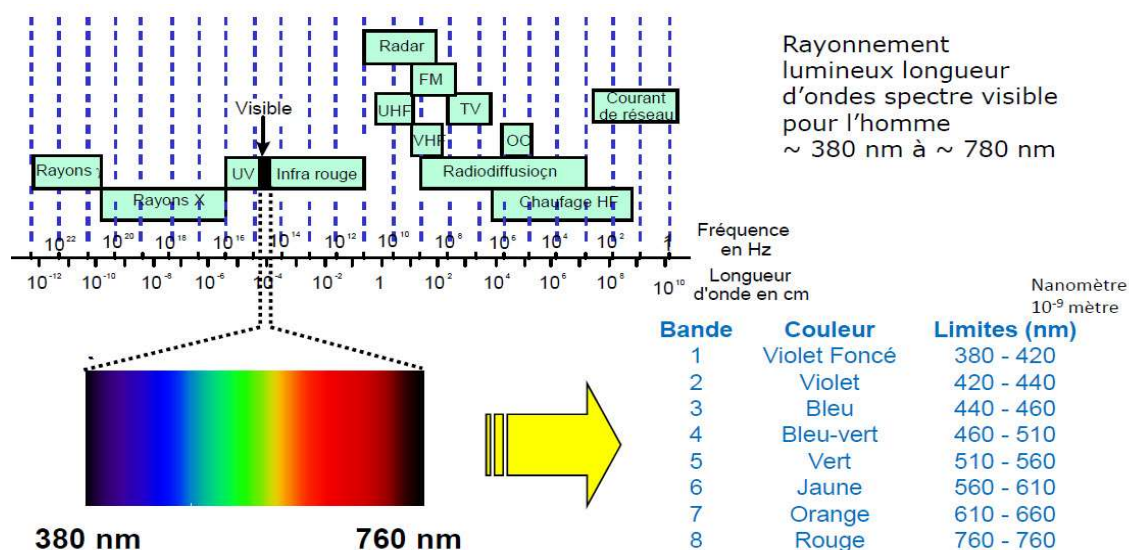 Radar
FM
UHF
TV
VHF
OC
Courant
de réseau
Visible
Rayons
UV
Infra rouge
Radiodiffusioçn
Rayons X
Chaufage HF
Rayonnement
lumineux longueur
d'ondes spectre visible
pour l'homme
~ 380 nm à ~ 780 nm
10²² 10²⁰ 10¹⁸ 10¹⁶ 10¹⁴ 10¹² 10¹⁰ 10⁸ 10⁶ 10⁴ 10² 1
Fréquence
en Hz
10⁻¹² 10⁻¹⁰ 10⁻⁸ 10⁻⁶ 10⁻⁴ 10⁻² 1 10² 10⁴ 10⁶ 10⁸ 10¹⁰
Longueur
d'onde en cm
Nanomètre
10⁻⁹ mètre
Bande Couleur Limites (nm)
1 Violet Foncé 380 - 420
2 Violet 420 - 440
3 Bleu 440 - 460
4 Bleu-vert 460 - 510
5 Vert 510 - 560
6 Jaune 560 - 610
7 Orange 610 - 660
8 Rouge 760 - 760
380 nm 760 nm